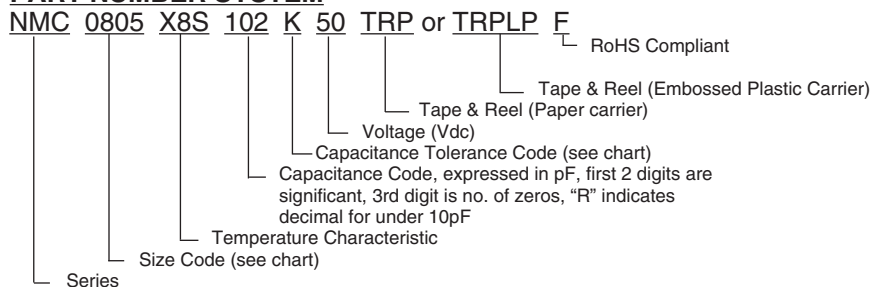 PART NUMBER SYSTEM
NMC 0805 X8S 102 K 50 TRP or TRPLP F
RoHS Compliant
Tape & Reel (Embossed Plastic Carrier)
Tape & Reel (Paper carrier)
Voltage (Vdc)
Capacitance Tolerance Code (see chart)
Capacitance Code, expressed in pF, first 2 digits are
significant, 3rd digit is no. of zeros, “R” indicates
decimal for under 10pF
Temperature Characteristic
Size Code (see chart)
Series